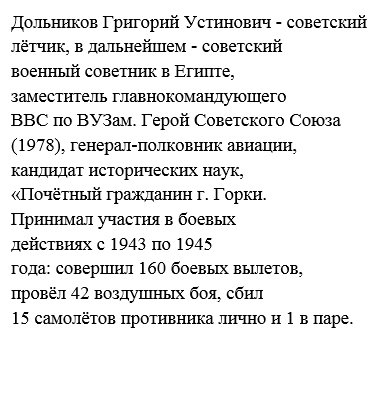 Дольников Григорий Устинович - советский
лётчик, в дальнейшем - советский
военный советник в Египте,
заместитель главнокомандующего
ВВС по ВУЗам. Герой Советского Союза
(1978), генерал-полковник авиации,
кандидат исторических наук,
«Почётный гражданин г. Горки.
Принимал участия в боевых
действиях с 1943 по 1945
года: совершил 160 боевых вылетов,
провёл 42 воздушных боя, сбил
15 самолётов противника лично и 1 в паре.